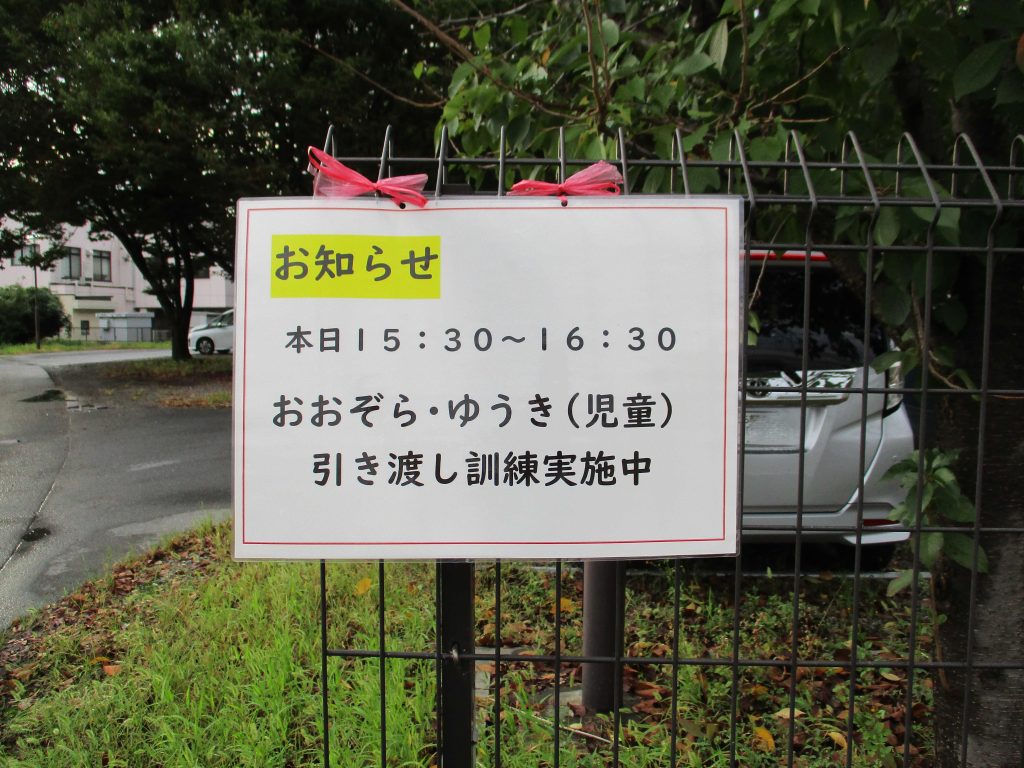 お知らせ
本日１５：３０～１６：３０
おおぞら・ゆうき（児童）
引き渡し訓練実施中